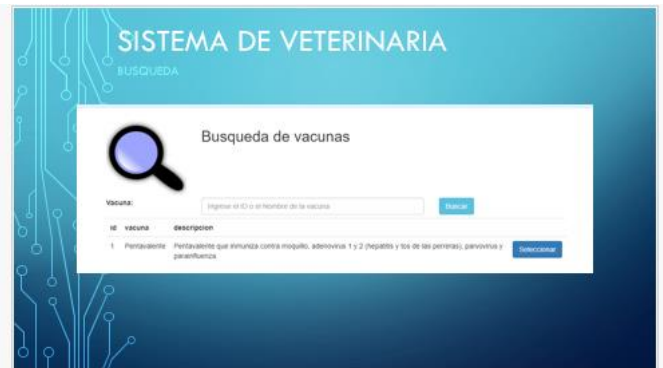 SISTEMA DE VETERINARIA
BUSQUEDA
Busqueda de vacunas
Vacuna:
Ingrese el ID o el Nombre de la vacuna
Buscar
id vacuna descripcion
1 Pentavalente Pentavalente que inmuniza contra moquillo, adenovirus 1 y 2 (hepatitis y tos de las perreras), parvovirus y
parainfluenza
Seleccionar